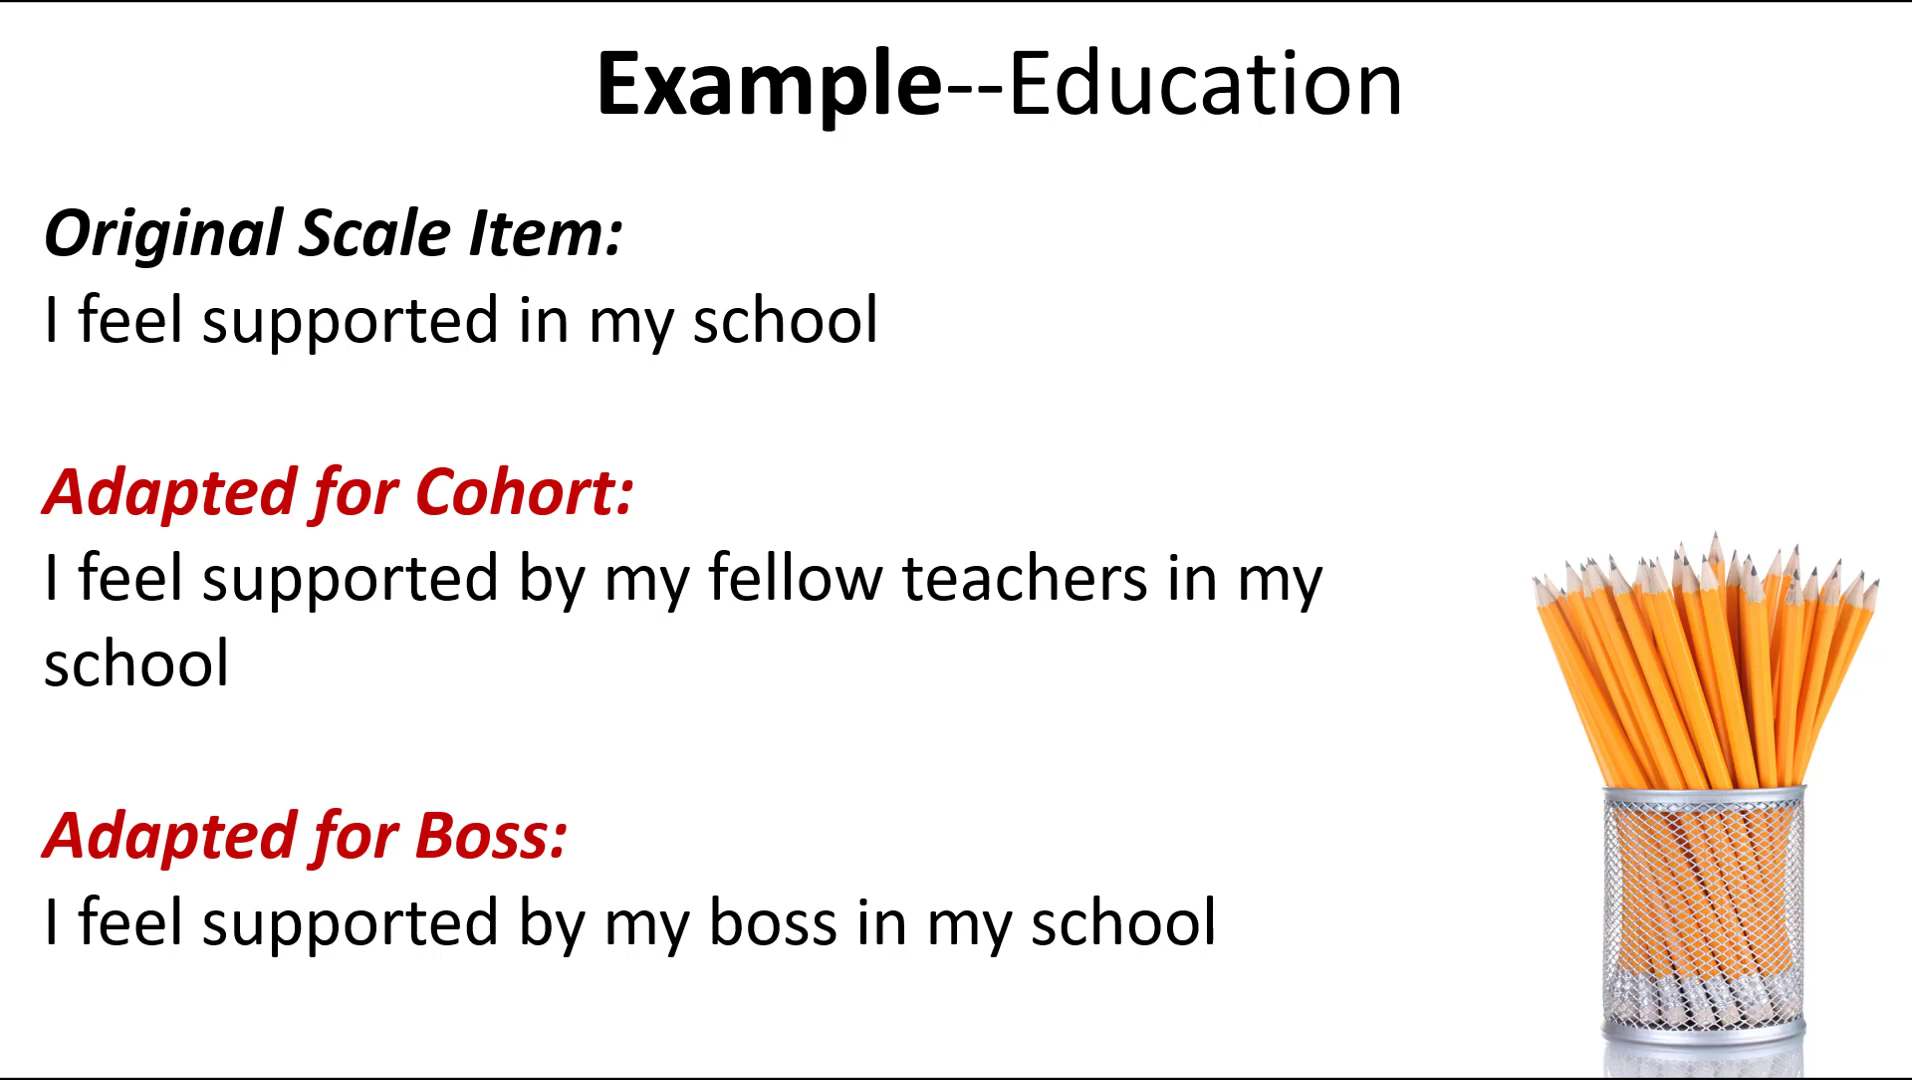 Example--Education
Original Scale Item:
I feel supported in my school
Adapted for Cohort:
I feel supported by my fellow teachers in my
school
Adapted for Boss:
I feel supported by my boss in my school